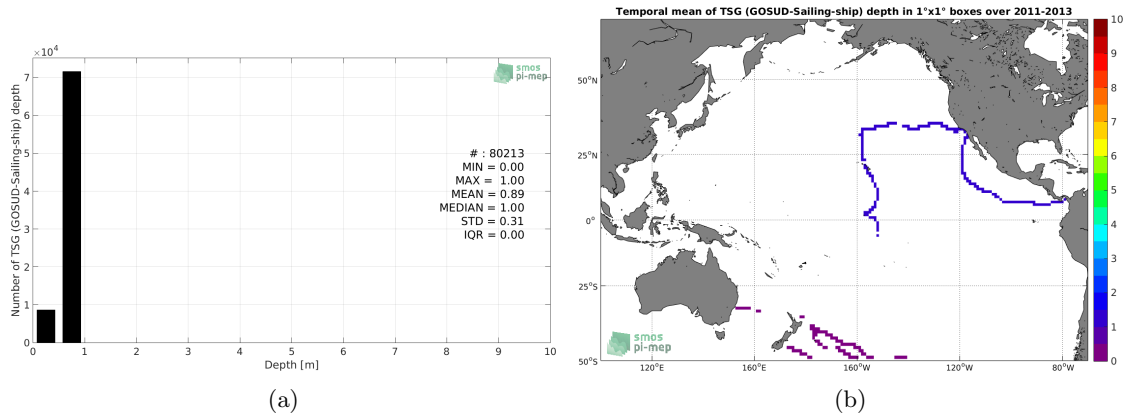 ×10⁴
7
6
5
4
3
2
1
0
Number of TSG (GOSUD-Sailing-ship) depth
smos
pi-mep
# : 80213
MIN = 0.00
MAX = 1.00
MEAN = 0.89
MEDIAN = 1.00
STD = 0.31
IQR = 0.00
0 1 2 3 4 5 6 7 8 9 10
Depth [m]
(a)
Temporal mean of TSG (GOSUD-Sailing-ship) depth in 1°x1° boxes over 2011-2013
50°N
25°N
0°
25°S
50°S
120°E 160°E 160°W 120°W 80°W
smos
pi-mep
10
9
8
7
6
5
4
3
2
1
0
(b)